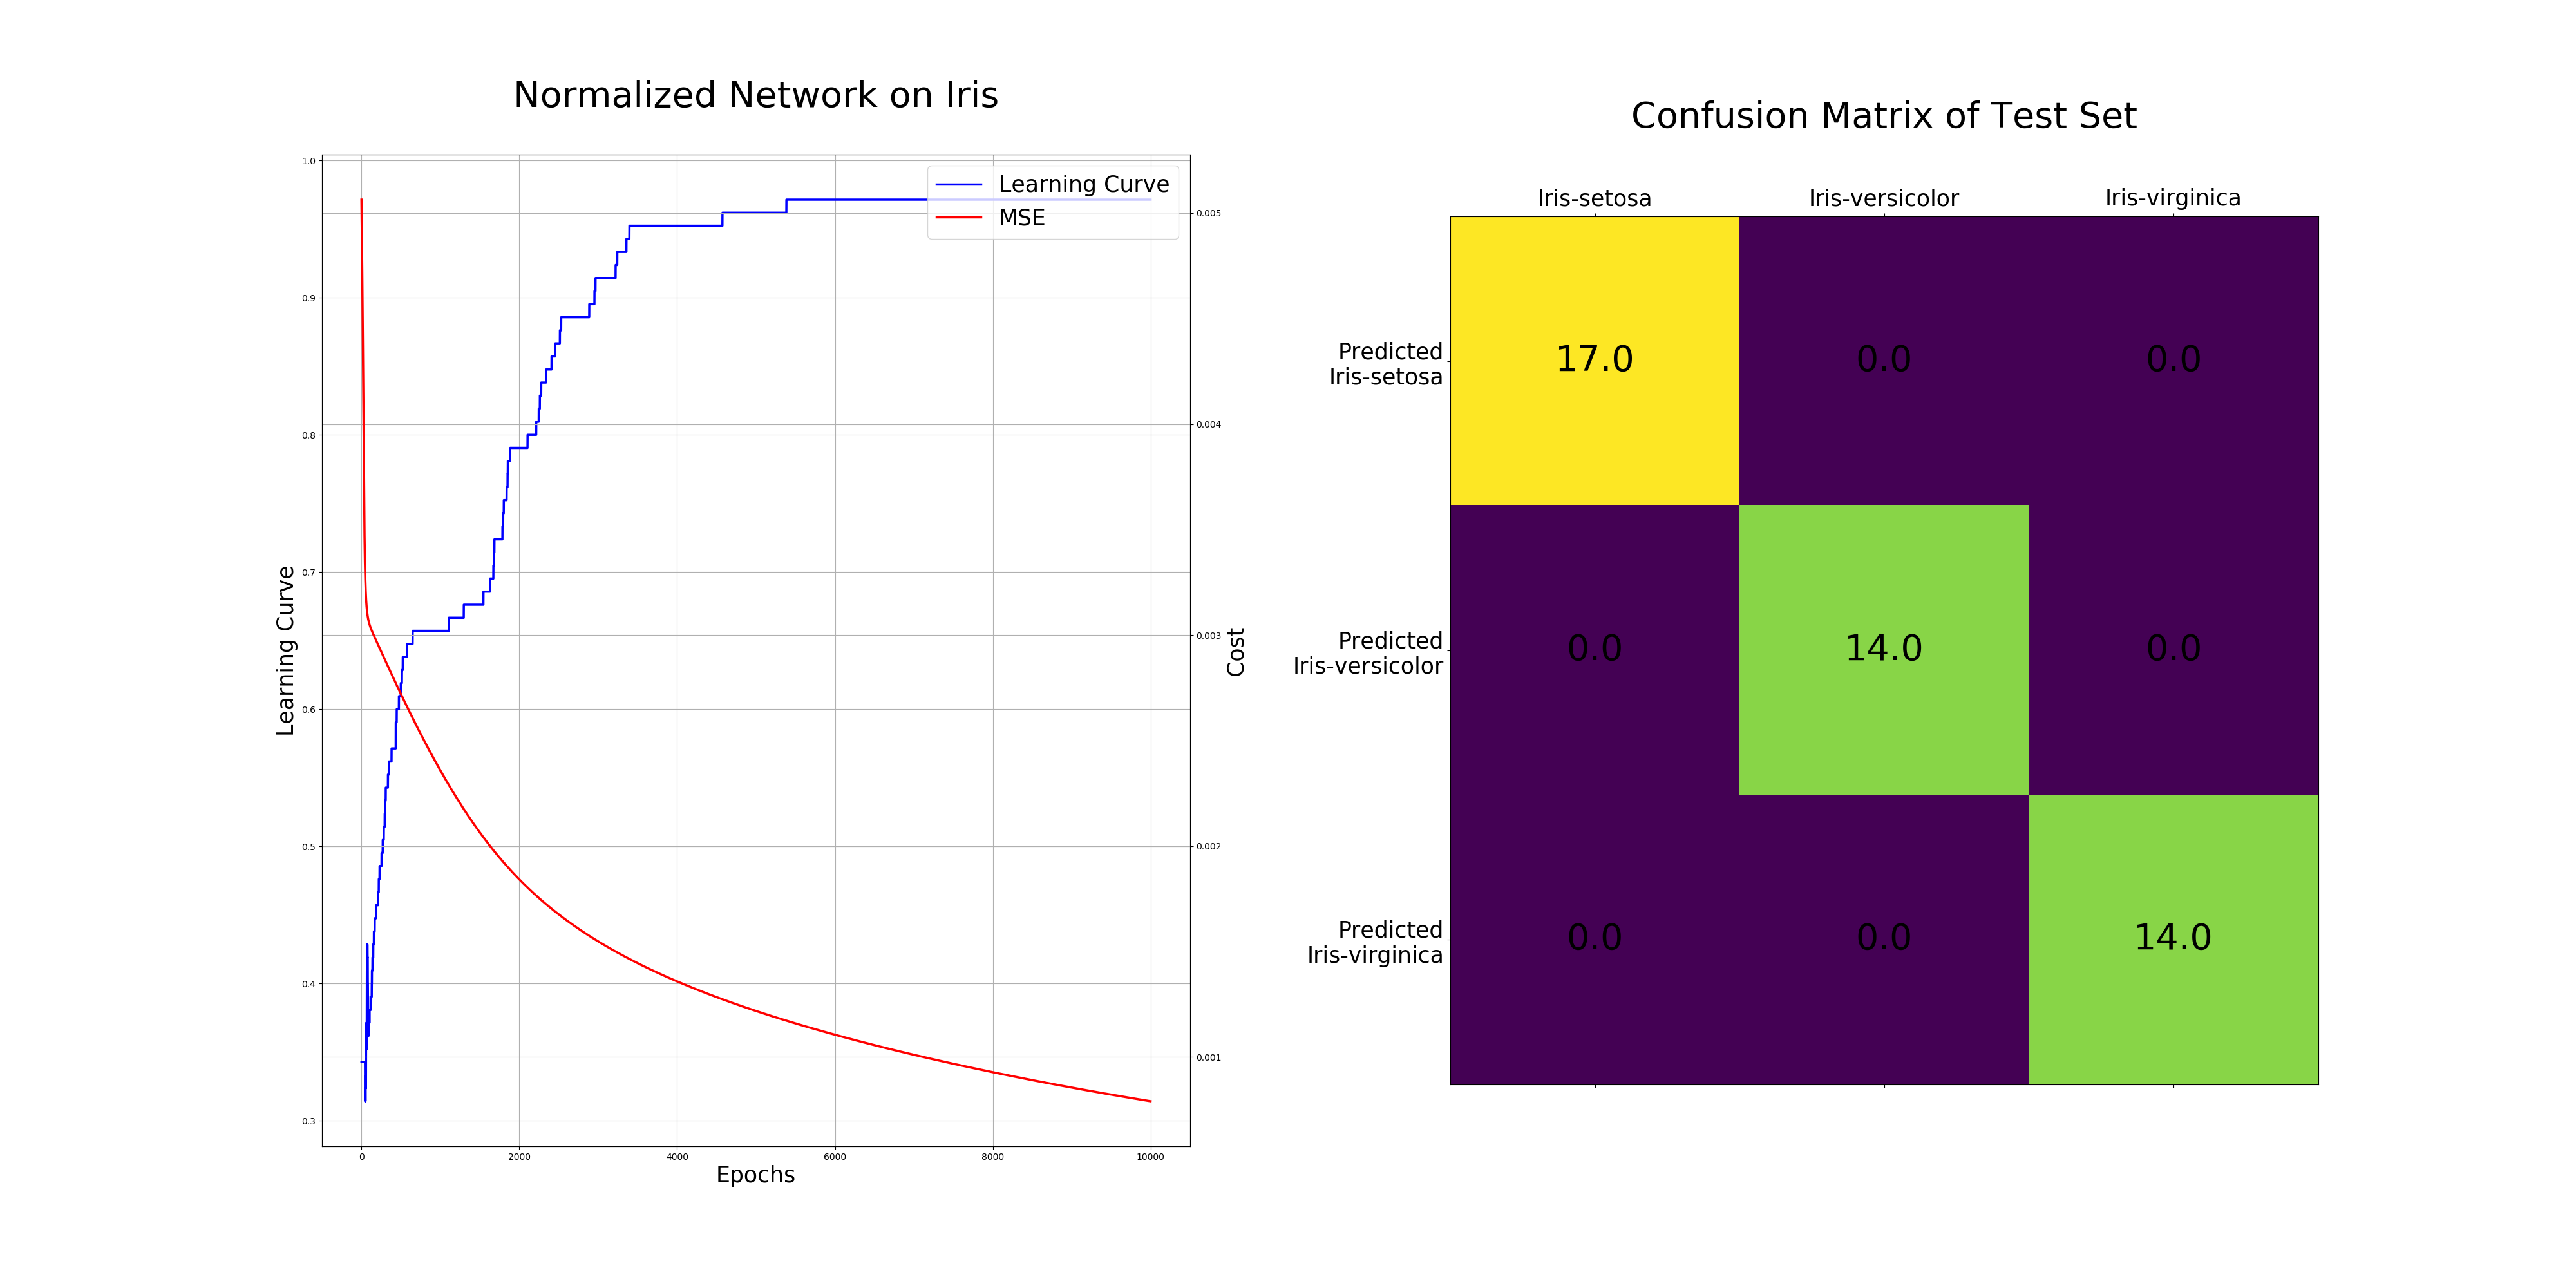 Normalized Network on Iris
Learning Curve
MSE
1.0
0.9
0.8
0.7
0.6
0.5
0.4
0.3
Learning Curve
0.005
0.004
0.003
0.002
0.001
Cost
0
2000
4000
6000
8000
10000
Epochs
Confusion Matrix of Test Set
Iris-setosa
Iris-versicolor
Iris-virginica
Predicted
Iris-setosa
17.0
0.0
0.0
Predicted
Iris-versicolor
0.0
14.0
0.0
Predicted
Iris-virginica
0.0
0.0
14.0